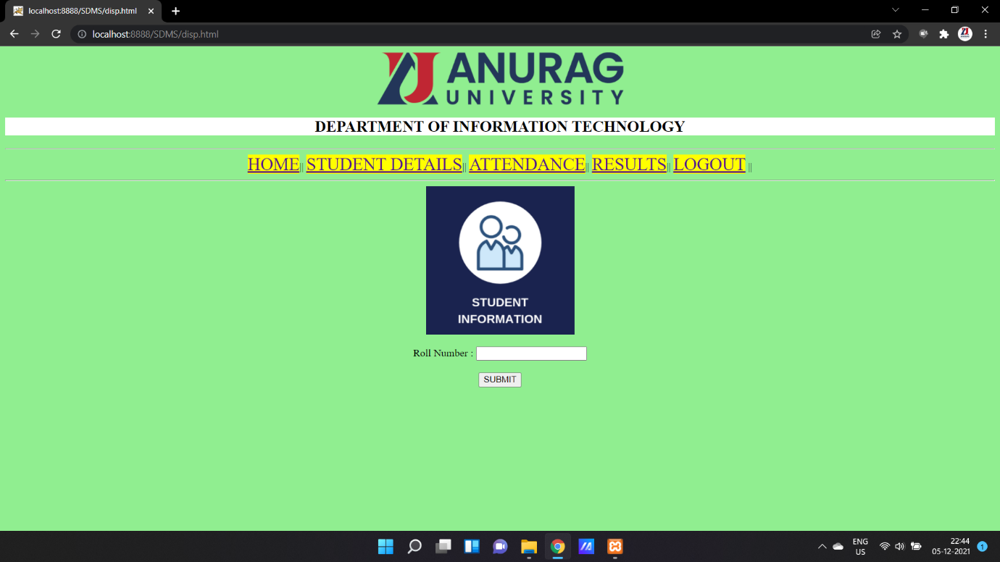 localhost:8888/SDMS/disp.html
localhost:8888/SDMS/disp.html
ANURAG
UNIVERSITY
DEPARTMENT OF INFORMATION TECHNOLOGY
HOME|| STUDENT DETAILS|| ATTENDANCE|| RESULTS|| LOGOUT ||
STUDENT
INFORMATION
Roll Number :
SUBMIT
ENG
US
22:44
05-12-2021
1